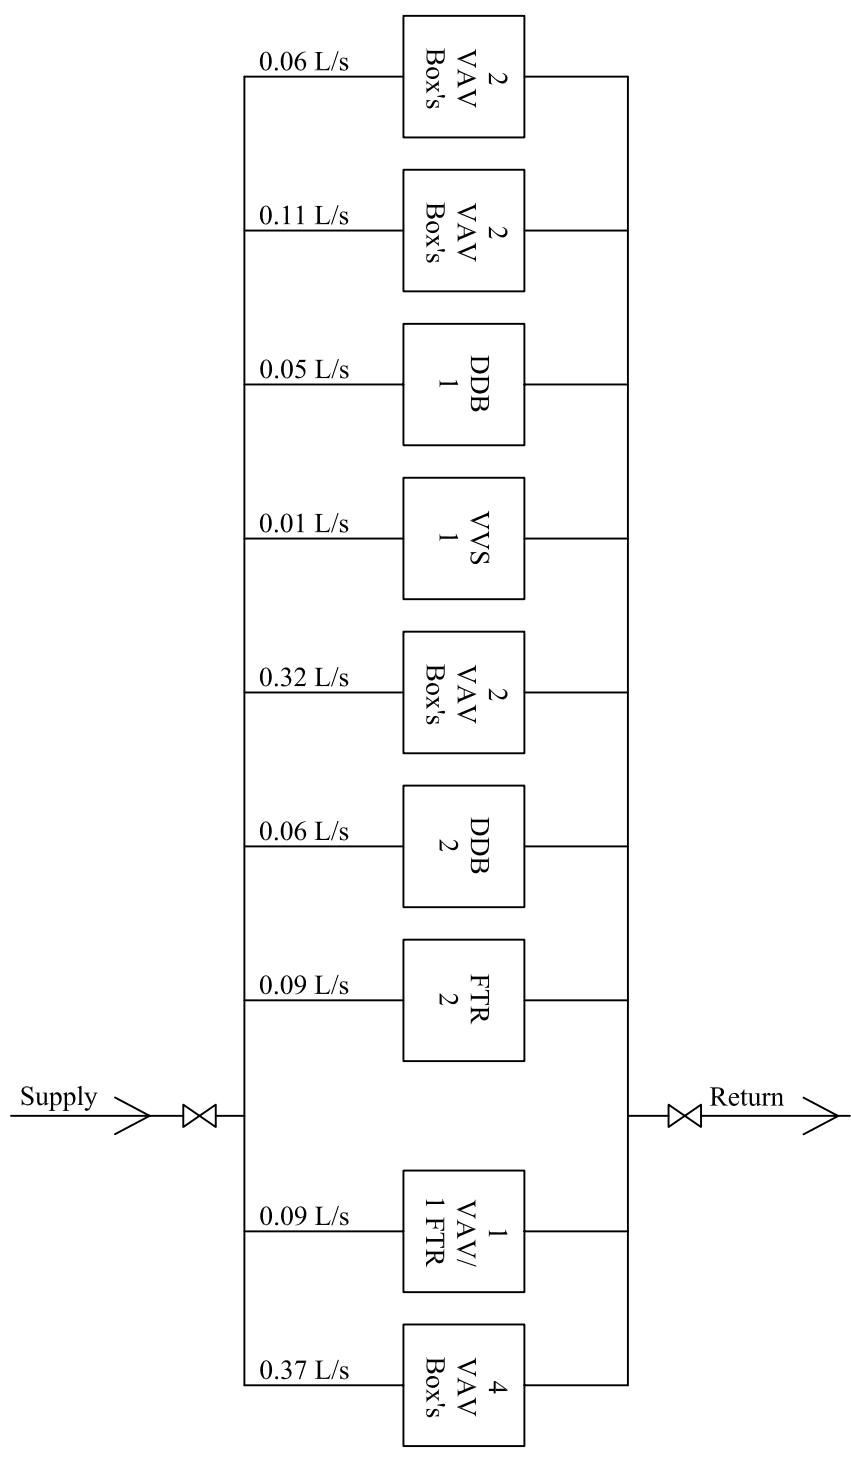 0.06 L/s
2
VAV
Box's
0.11 L/s
2
VAV
Box's
0.05 L/s
DDB
1
0.01 L/s
VVS
1
0.32 L/s
2
VAV
Box's
0.06 L/s
DDB
2
0.09 L/s
FTR
2
Supply
Return
0.09 L/s
1
VAV/
1 FTR
0.37 L/s
4
VAV
Box's